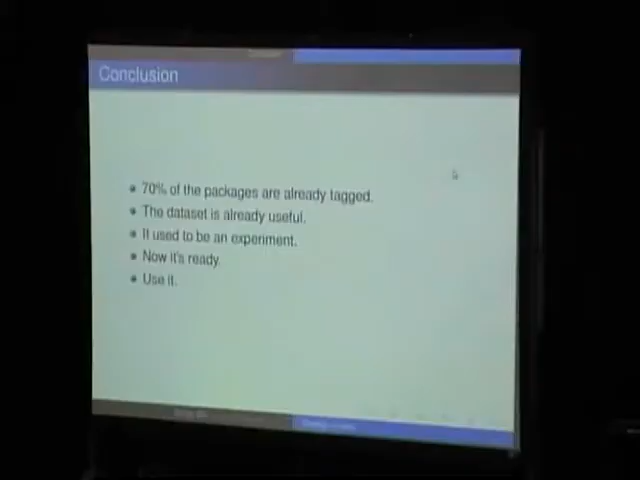 Conclusion
70% of the packages are already tagged.
The dataset is already useful.
It used to be an experiment.
Now it's ready.
Use it.